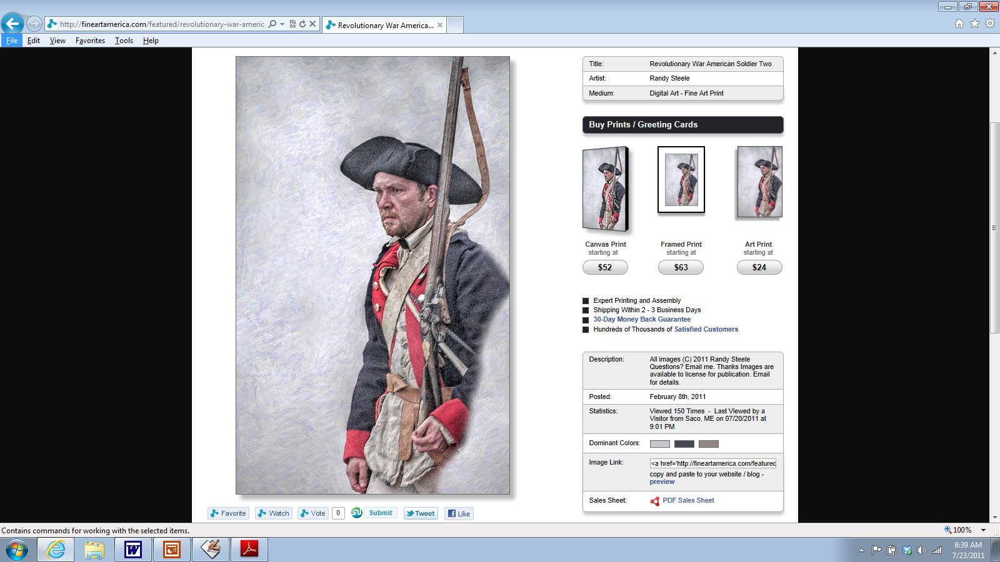 http://fineartamerica.com/featured/revolutionary-war-americ
Revolutionary War America...
File Edit View Favorites Tools Help
Title: Revolutionary War American Soldier Two
Artist: Randy Steele
Medium: Digital Art - Fine Art Print
Buy Prints / Greeting Cards
Canvas Print Framed Print Art Print
starting at starting at starting at
$52 $63 $24
Expert Printing and Assembly
Shipping Within 2 - 3 Business Days
30-Day Money Back Guarantee
Hundreds of Thousands of Satisfied Customers
Description: All images (C) 2011 Randy Steele
Questions? Email me. Thanks Images are
available to license for publication. Email
for details.
Posted: February 8th, 2011
Statistics: Viewed 150 Times - Last Viewed by a
Visitor from Saco, ME on 07/20/2011 at
9:01 PM
Dominant Colors:
Image Link: <a href='http://fineartamerica.com/featured
copy and paste to your website / blog -
preview
Sales Sheet: PDF Sales Sheet
Favorite Watch Vote 0 Submit Tweet Like
Contains commands for working with the selected items.
100%
W
8:39 AM
7/23/2011